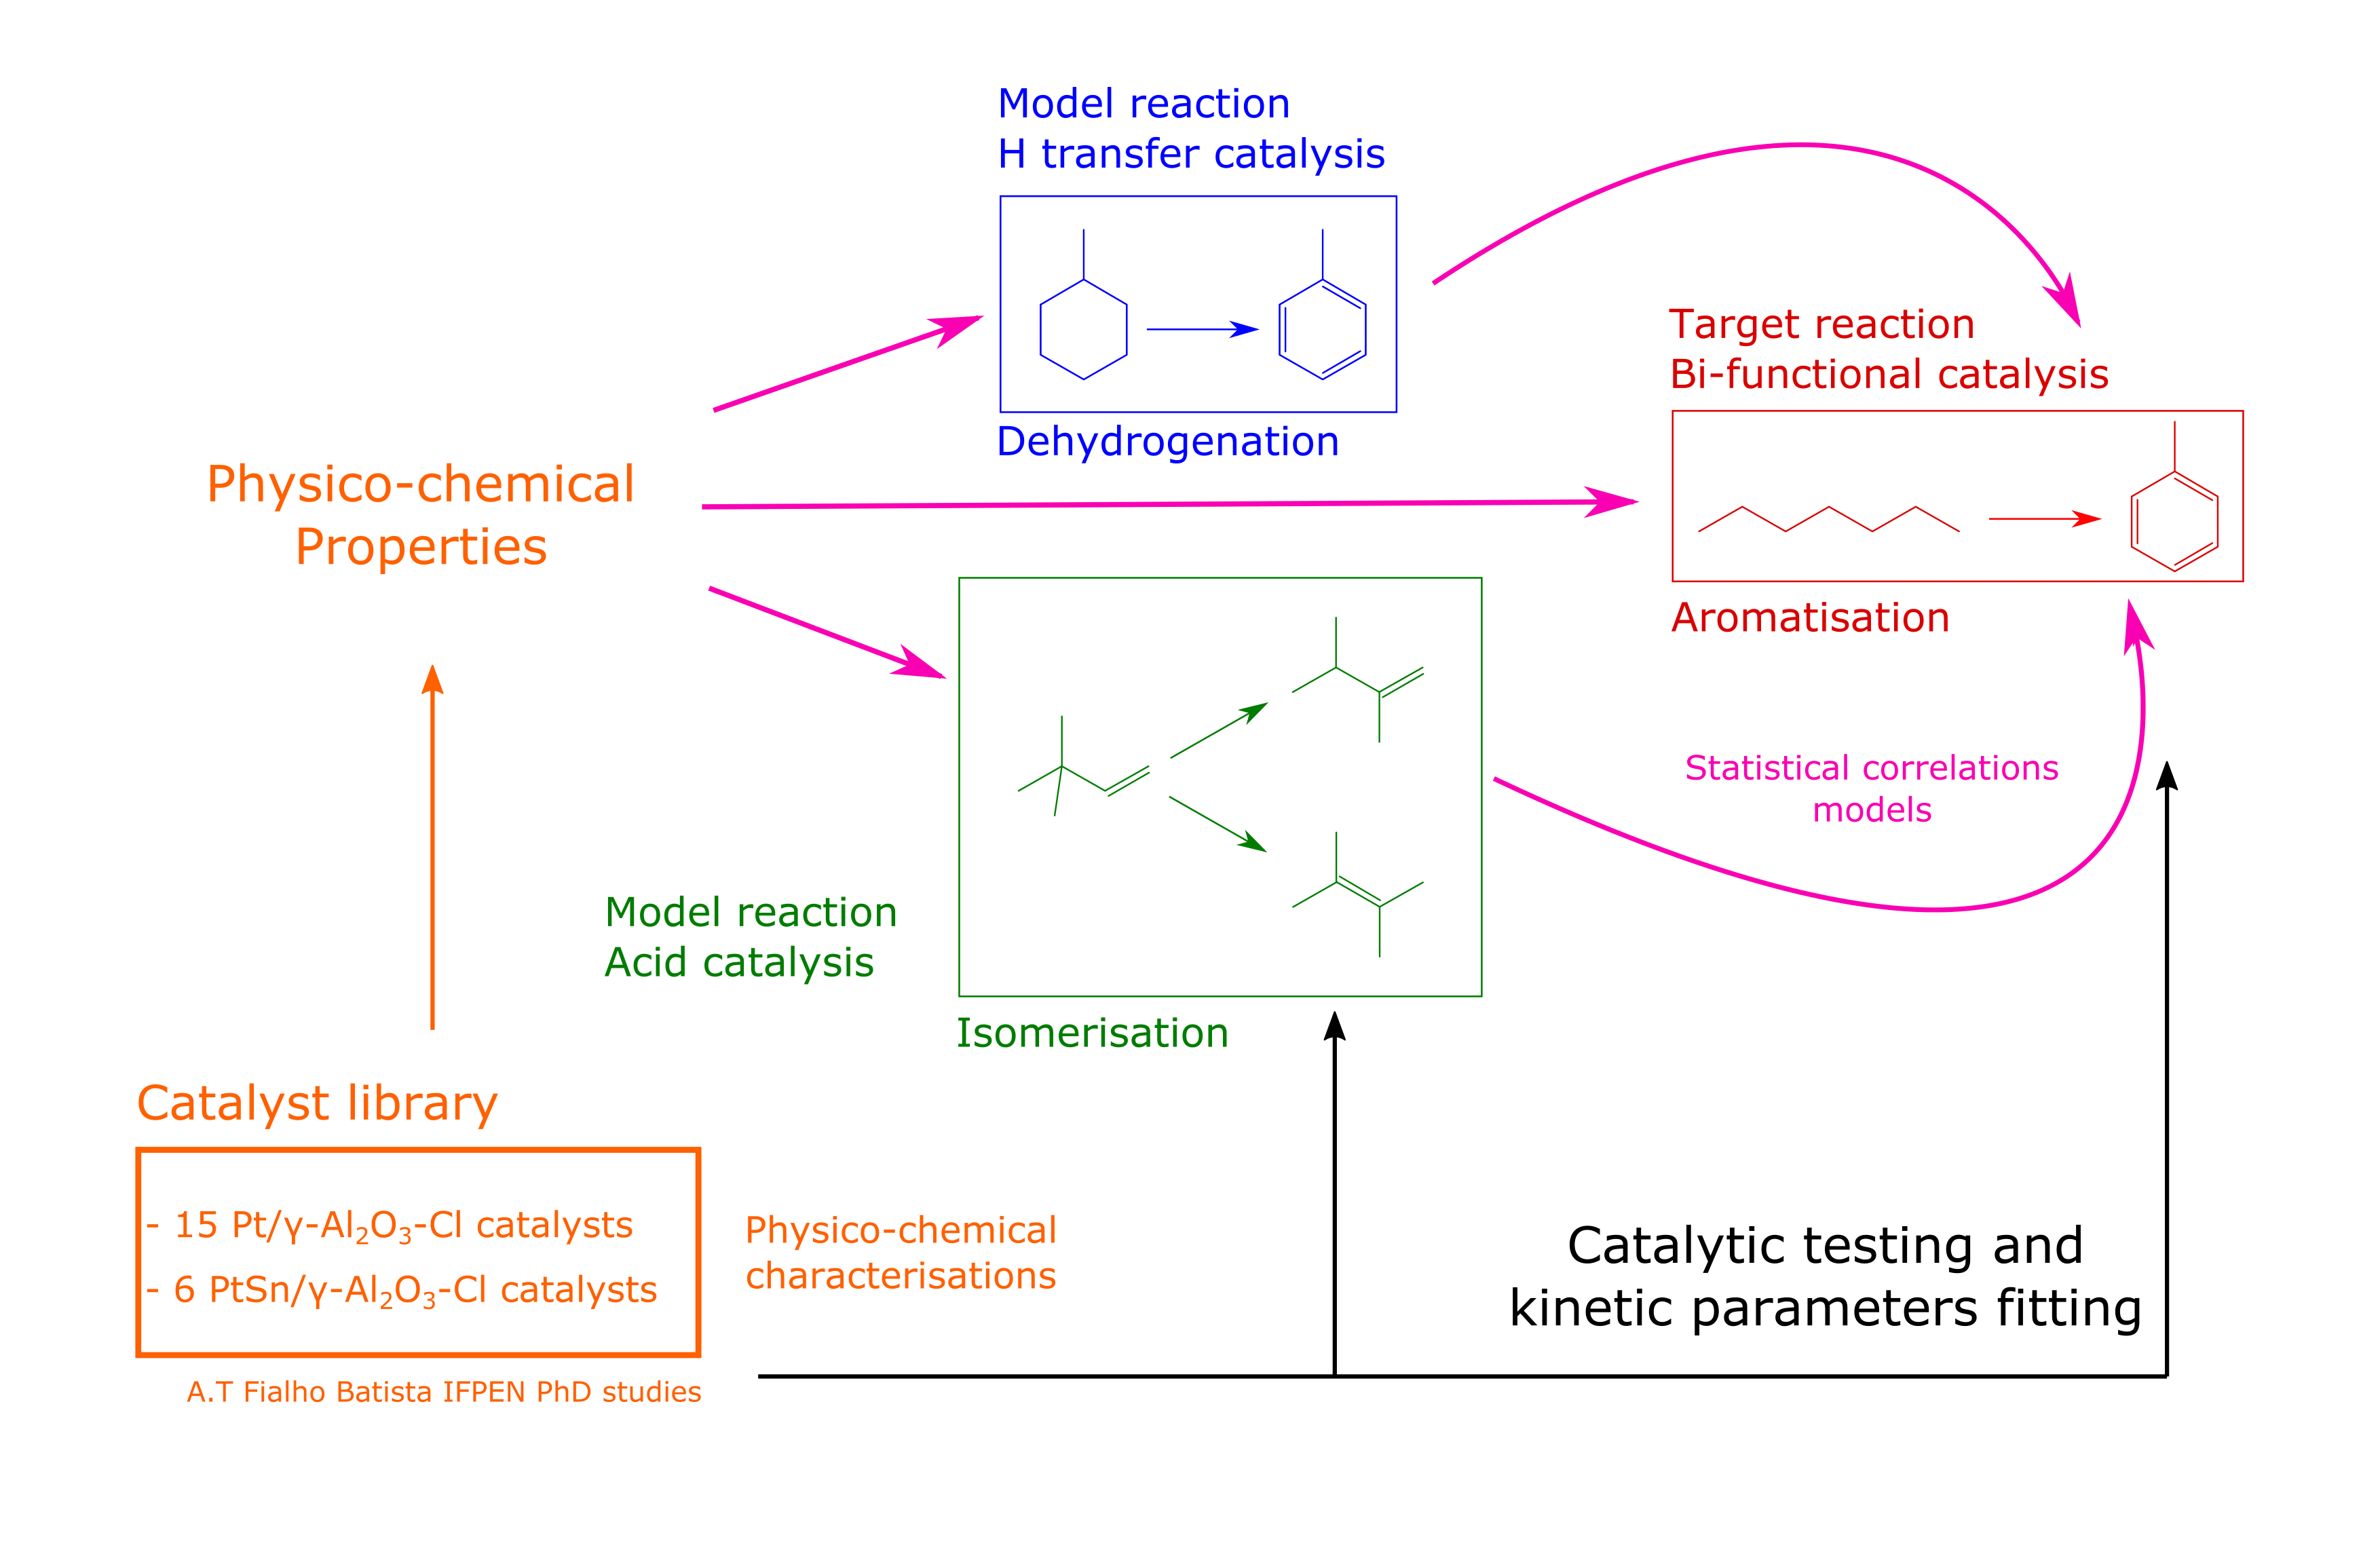 Model reaction
H transfer catalysis
Dehydrogenation
Target reaction
Bi-functional catalysis
Aromatisation
Physico-chemical
Properties
Statistical correlations
models
Model reaction
Acid catalysis
Isomerisation
Catalyst library
- 15 Pt/γ-Al₂O₃-Cl catalysts
- 6 PtSn/γ-Al₂O₃-Cl catalysts
A.T Fialho Batista IFPEN PhD studies
Physico-chemical
characterisations
Catalytic testing and
kinetic parameters fitting